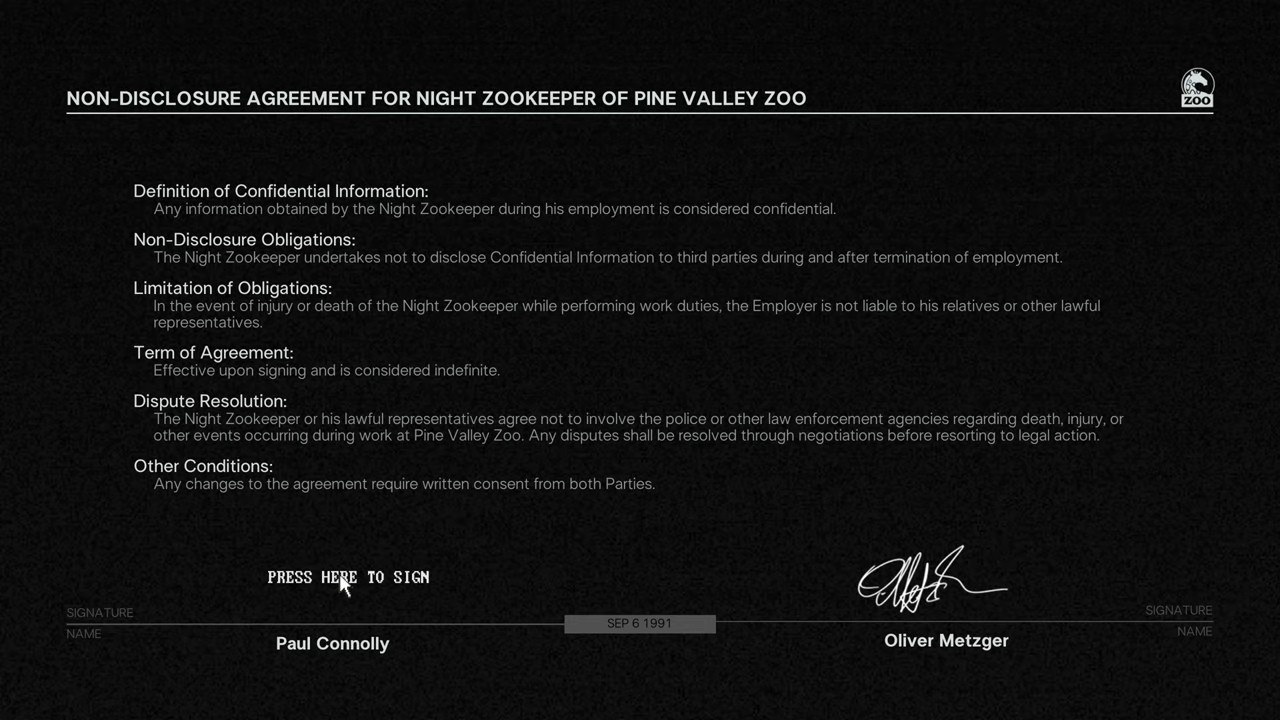 NON-DISCLOSURE AGREEMENT FOR NIGHT ZOOKEEPER OF PINE VALLEY ZOO
ZOO
Definition of Confidential Information:
Any information obtained by the Night Zookeeper during his employment is considered confidential.
Non-Disclosure Obligations:
The Night Zookeeper undertakes not to disclose Confidential Information to third parties during and after termination of employment.
Limitation of Obligations:
In the event of injury or death of the Night Zookeeper while performing work duties, the Employer is not liable to his relatives or other lawful
representatives.
Term of Agreement:
Effective upon signing and is considered indefinite.
Dispute Resolution:
The Night Zookeeper or his lawful representatives agree not to involve the police or other law enforcement agencies regarding death, injury, or
other events occurring during work at Pine Valley Zoo. Any disputes shall be resolved through negotiations before resorting to legal action.
Other Conditions:
Any changes to the agreement require written consent from both Parties.
PRESS HERE TO SIGN
SIGNATURE
NAME
Paul Connolly
SEP 6 1991
SIGNATURE
NAME
Oliver Metzger